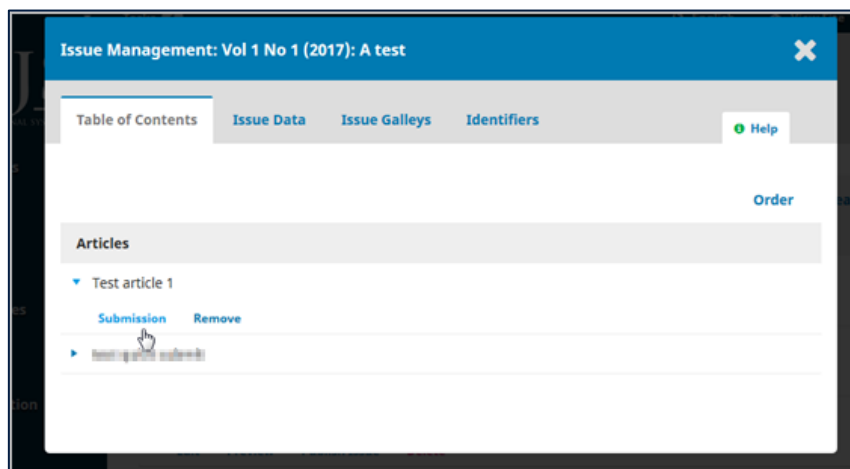 Issue Management: Vol 1 No 1 (2017): A test
Table of Contents Issue Data Issue Galleys Identifiers
Help
Order
Articles
Test article 1
Submission Remove